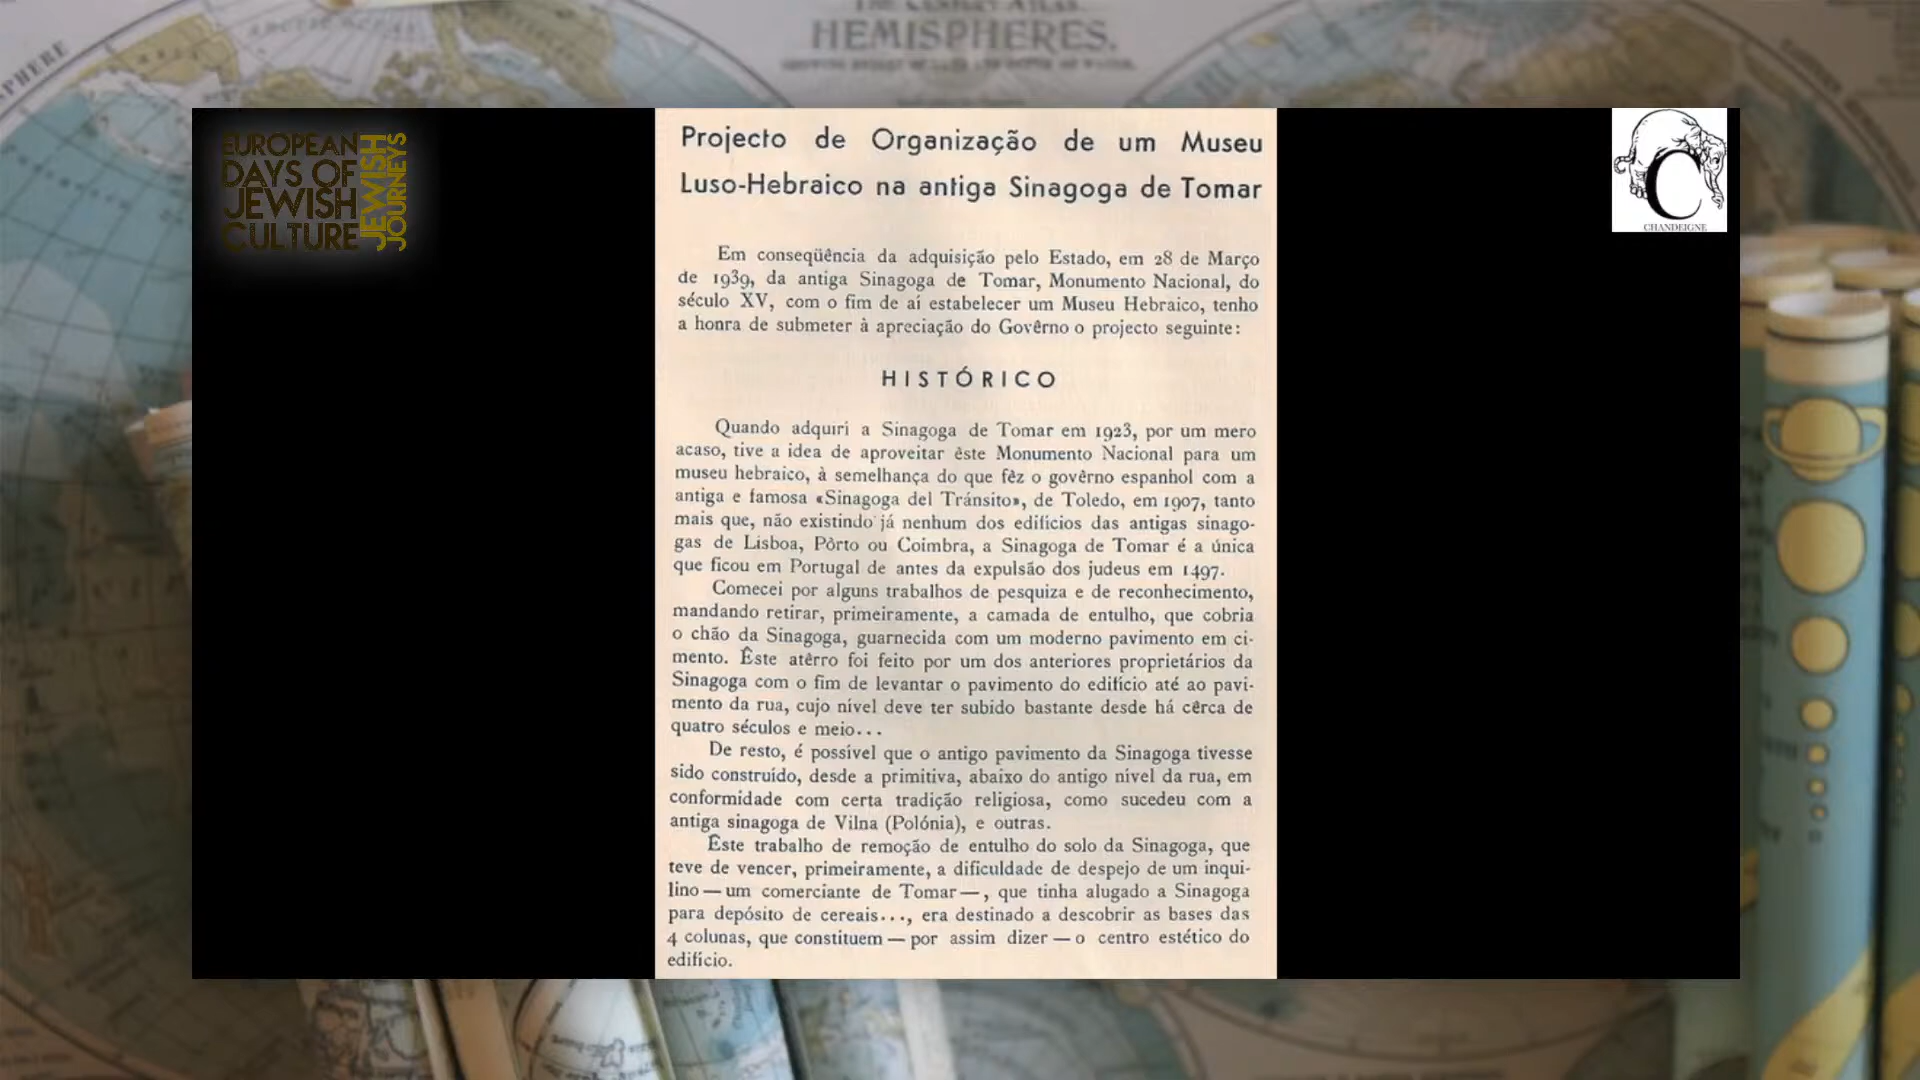 THE CENTURY ATLAS
HEMISPHERES.
SPHERE
EUROPEAN
DAYS OF
JEWISH
CULTURE
JEWISH
JOURNEYS
C
CHANDEIGNE
Projecto de Organização de um Museu
Luso-Hebraico na antiga Sinagoga de Tomar
Em conseqüência da adquisição pelo Estado, em 28 de Março
de 1939, da antiga Sinagoga de Tomar, Monumento Nacional, do
século XV, com o fim de aí estabelecer um Museu Hebraico, tenho
a honra de submeter à apreciação do Govêrno o projecto seguinte:
HISTÓRICO
Quando adquiri a Sinagoga de Tomar em 1923, por um mero
acaso, tive a idea de aproveitar êste Monumento Nacional para um
museu hebraico, à semelhança do que fêz o govêrno espanhol com a
antiga e famosa «Sinagoga del Tránsito», de Toledo, em 1907, tanto
mais que, não existindo já nenhum dos edifícios das antigas sinago-
gas de Lisboa, Pôrto ou Coimbra, a Sinagoga de Tomar é a única
que ficou em Portugal de antes da expulsão dos judeus em 1497.
Comecei por alguns trabalhos de pesquiza e de reconhecimento,
mandando retirar, primeiramente, a camada de entulho, que cobria
o chão da Sinagoga, guarnecida com um moderno pavimento em ci-
mento. Êste atêrro foi feito por um dos anteriores proprietários da
Sinagoga com o fim de levantar o pavimento do edifício até ao pavi-
mento da rua, cujo nível deve ter subido bastante desde há cêrca de
quatro séculos e meio...
De resto, é possível que o antigo pavimento da Sinagoga tivesse
sido construído, desde a primitiva, abaixo do antigo nível da rua, em
conformidade com certa tradição religiosa, como sucedeu com a
antiga sinagoga de Vilna (Polónia), e outras.
Êste trabalho de remoção de entulho do solo da Sinagoga, que
teve de vencer, primeiramente, a dificuldade de despejo de um inqui-
lino — um comerciante de Tomar —, que tinha alugado a Sinagoga
para depósito de cereais..., era destinado a descobrir as bases das
4 colunas, que constituem — por assim dizer — o centro estético do
edifício.